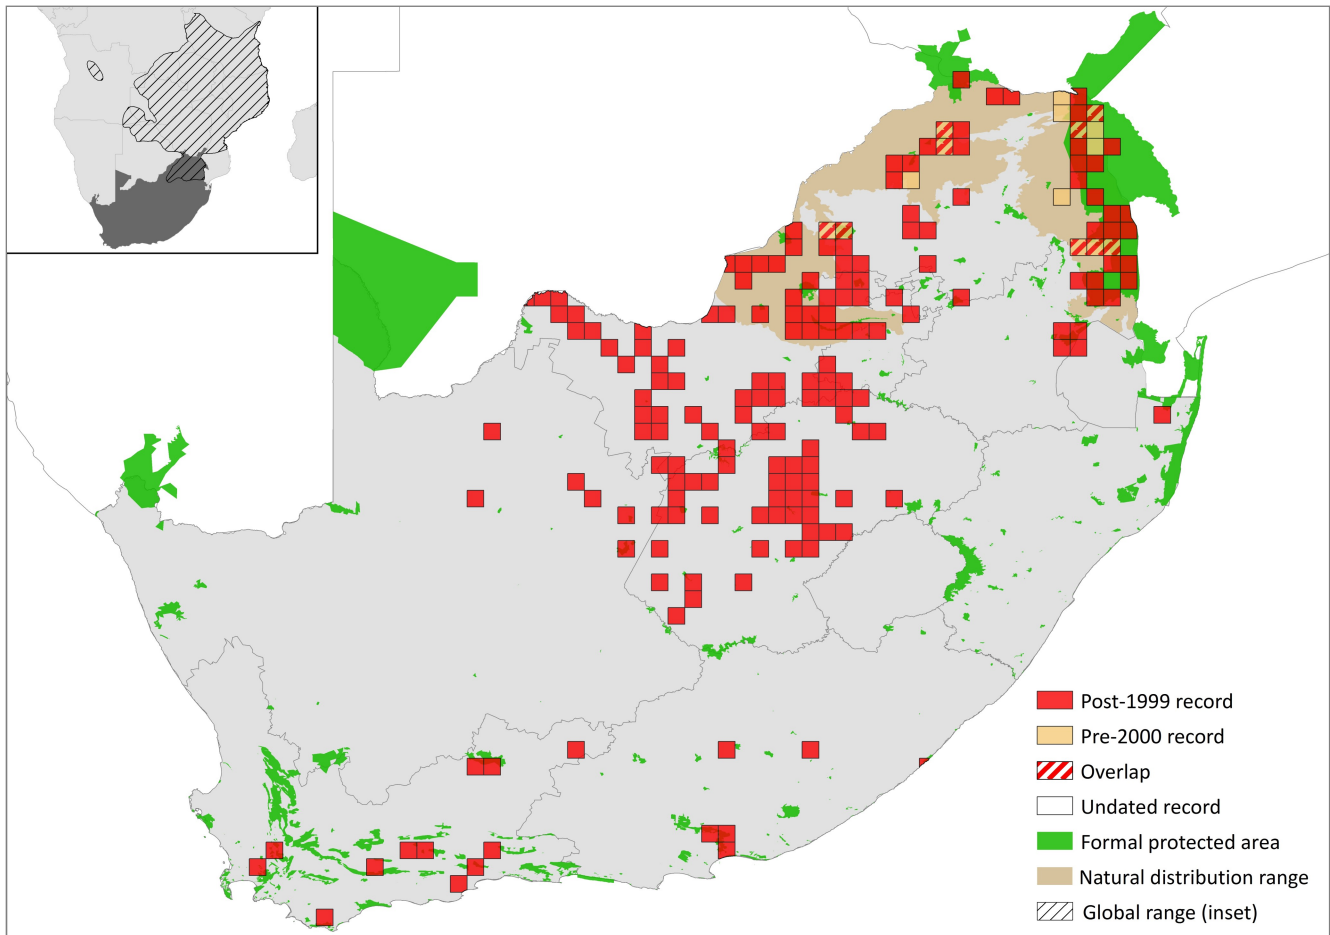 Post-1999 record
Pre-2000 record
Overlap
Undated record
Formal protected area
Natural distribution range
Global range (inset)